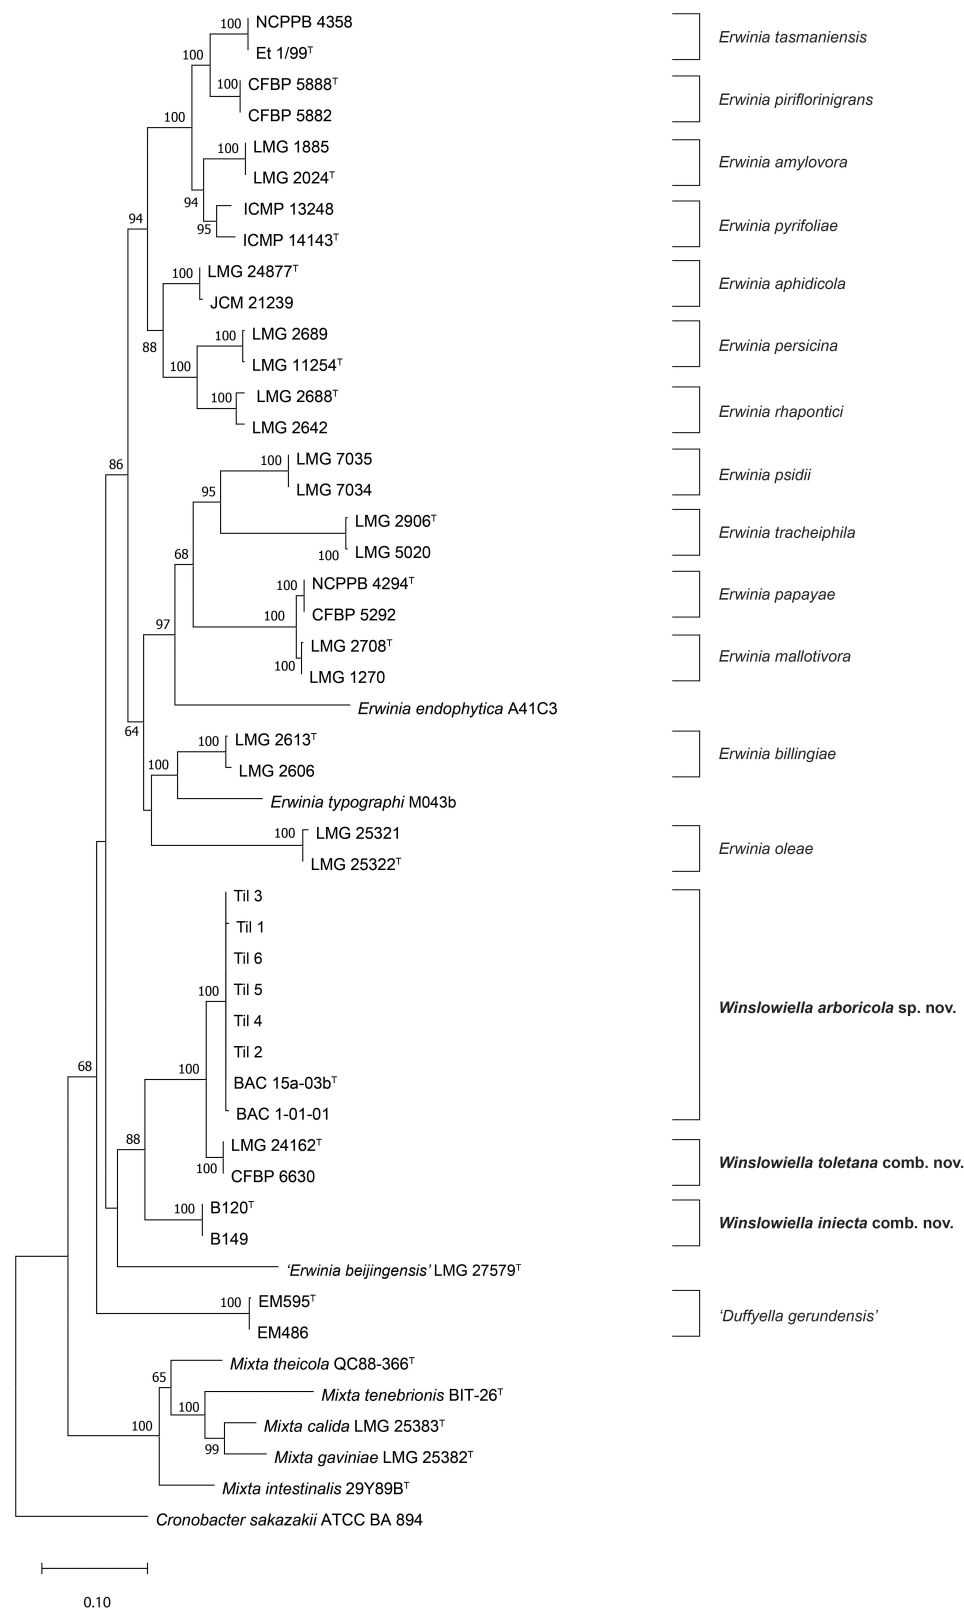 100 NCPPB 4358
Erwinia tasmaniensis
100 Et 1/99ᵀ
100 CFBP 5888ᵀ
Erwinia piriflorinigrans
CFBP 5882
100
100 LMG 1885
Erwinia amylovora
LMG 2024ᵀ
94
ICMP 13248
94 95
Erwinia pyrifoliae
ICMP 14143ᵀ
100 LMG 24877ᵀ
Erwinia aphidicola
JCM 21239
100 LMG 2689
88
Erwinia persicina
100 LMG 11254ᵀ
100 LMG 2688ᵀ
Erwinia rhapontici
LMG 2642
86
100 LMG 7035
Erwinia psidii
95 LMG 7034
LMG 2906ᵀ
Erwinia tracheiphila
68 100 LMG 5020
100 NCPPB 4294ᵀ
Erwinia papayae
100 CFBP 5292
97
LMG 2708ᵀ
Erwinia mallotivora
100 LMG 1270
Erwinia endophytica A41C3
64
100 LMG 2613ᵀ
Erwinia billingiae
100 LMG 2606
Erwinia typographi M043b
100 LMG 25321
Erwinia oleae
LMG 25322ᵀ
Til 3
Til 1
Til 6
100 Til 5
Winslowiella arboricola sp. nov.
Til 4
Til 2
68 100 BAC 15a-03bᵀ
BAC 1-01-01
88 LMG 24162ᵀ
Winslowiella toletana comb. nov.
100 CFBP 6630
100 B120ᵀ
Winslowiella iniecta comb. nov.
B149
‘Erwinia beijingensis’ LMG 27579ᵀ
100 EM595ᵀ
‘Duffyella gerundensis’
EM486
Mixta theicola QC88-366ᵀ
65
Mixta tenebrionis BIT-26ᵀ
100
100 Mixta calida LMG 25383ᵀ
99 Mixta gaviniae LMG 25382ᵀ
Mixta intestinalis 29Y89Bᵀ
Cronobacter sakazakii ATCC BA 894
0.10